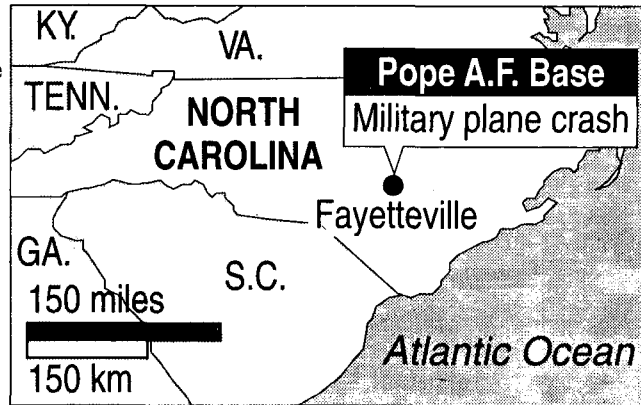 KY.
VA.
Pope A.F. Base
Military plane crash
TENN.
NORTH
CAROLINA
Fayetteville
GA.
S.C.
150 miles
150 km
Atlantic Ocean